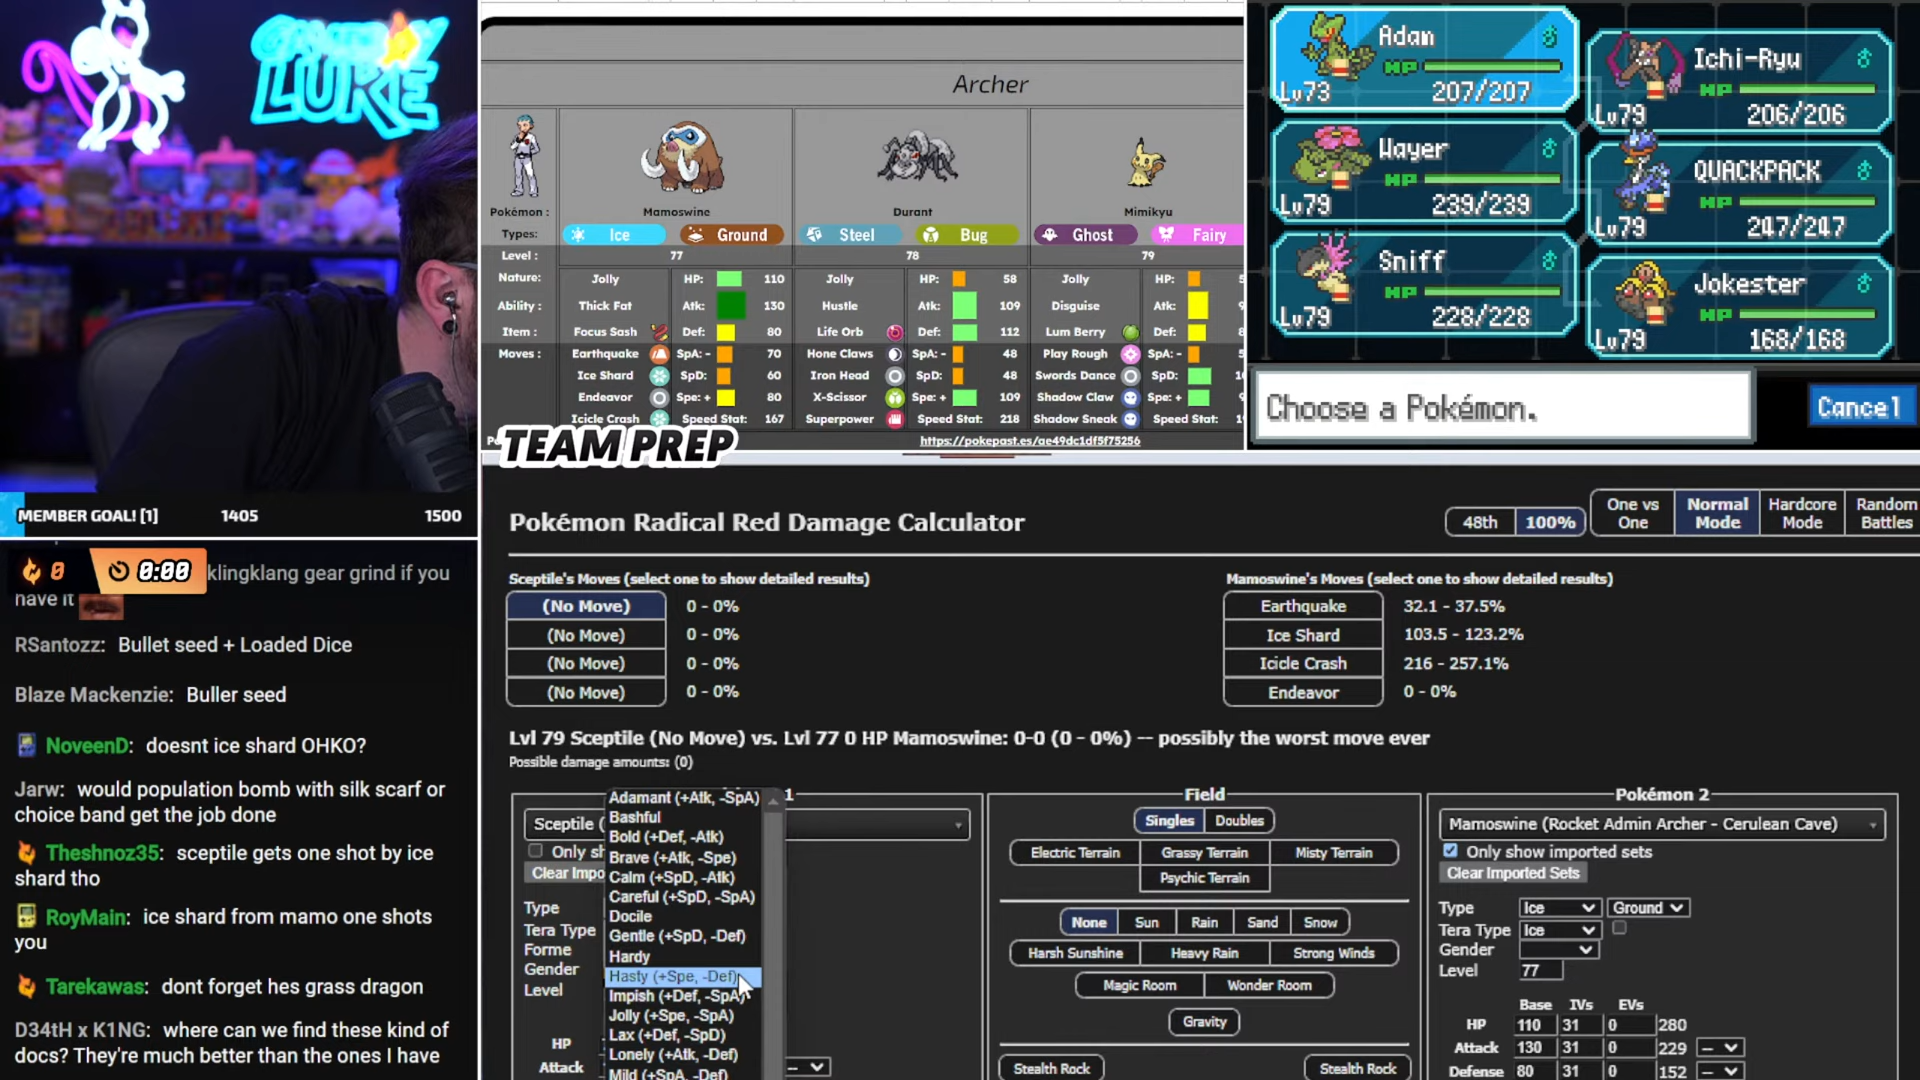 GAMEBOY
LUKE
MEMBER GOAL! [1] 1405 1500
0 0:00 klingklang gear grind if you
have it
RSantozz: Bullet seed + Loaded Dice
Blaze Mackenzie: Buller seed
NoveenD: doesnt ice shard OHKO?
Jarw: would population bomb with silk scarf or
choice band get the job done
Theshnoz35: sceptile gets one shot by ice
shard tho
RoyMain: ice shard from mamo one shots
you
Tarekawas: dont forget hes grass dragon
D34tH x K1NG: where can we find these kind of
docs? They're much better than the ones I have
Archer
Pokémon : Mamoswine Durant Mimikyu
Types: Ice Ground Steel Bug Ghost Fairy
Level : 77 78 79
Nature: Jolly HP: 110 Jolly HP: 58 Jolly HP:
Ability : Thick Fat Atk: 130 Hustle Atk: 109 Disguise Atk:
Item : Focus Sash Def: 80 Life Orb Def: 112 Lum Berry Def:
Moves : Earthquake SpA: - 70 Hone Claws SpA: - 48 Play Rough SpA: -
Ice Shard SpD: 60 Iron Head SpD: 48 Swords Dance SpD:
Endeavor Spe: + 80 X-Scissor Spe: + 109 Shadow Claw Spe: +
Icicle Crash Speed Stat: 167 Superpower Speed Stat: 218 Shadow Sneak Speed Stat:
https://pokepast.es/ae49dc1df5f75256
TEAM PREP
Adam
HP
Lv73 207/207
Ichi-Ryu
HP
Lv79 206/206
Wayer
HP
Lv79 239/239
QUACKPACK
HP
Lv79 247/247
Sniff
HP
Lv79 228/228
Jokester
HP
Lv79 168/168
Choose a Pokémon.
Cancel
Pokémon Radical Red Damage Calculator
48th 100% One vs One Normal Mode Hardcore Mode Random Battles
Sceptile's Moves (select one to show detailed results)
(No Move) 0 - 0%
(No Move) 0 - 0%
(No Move) 0 - 0%
(No Move) 0 - 0%
Mamoswine's Moves (select one to show detailed results)
Earthquake 32.1 - 37.5%
Ice Shard 103.5 - 123.2%
Icicle Crash 216 - 257.1%
Endeavor 0 - 0%
Lvl 79 Sceptile (No Move) vs. Lvl 77 0 HP Mamoswine: 0-0 (0 - 0%) -- possibly the worst move ever
Possible damage amounts: (0)
1
Sceptile (
Only sh
Clear Impo
Type
Tera Type
Forme
Gender
Level
HP
Attack --
Adamant (+Atk, -SpA)
Bashful
Bold (+Def, -Atk)
Brave (+Atk, -Spe)
Calm (+SpD, -Atk)
Careful (+SpD, -SpA)
Docile
Gentle (+SpD, -Def)
Hardy
Hasty (+Spe, -Def)
Impish (+Def, -SpA)
Jolly (+Spe, -SpA)
Lax (+Def, -SpD)
Lonely (+Atk, -Def)
Mild (+SpA, -Def)
Field
Singles Doubles
Electric Terrain Grassy Terrain Misty Terrain
Psychic Terrain
None Sun Rain Sand Snow
Harsh Sunshine Heavy Rain Strong Winds
Magic Room Wonder Room
Gravity
Stealth Rock Stealth Rock
Pokémon 2
Mamoswine (Rocket Admin Archer - Cerulean Cave)
Only show imported sets
Clear Imported Sets
Type Ice Ground
Tera Type Ice
Gender
Level 77
Base IVs EVs
HP 110 31 0 280
Attack 130 31 0 229 --
Defense 80 31 0 152 --